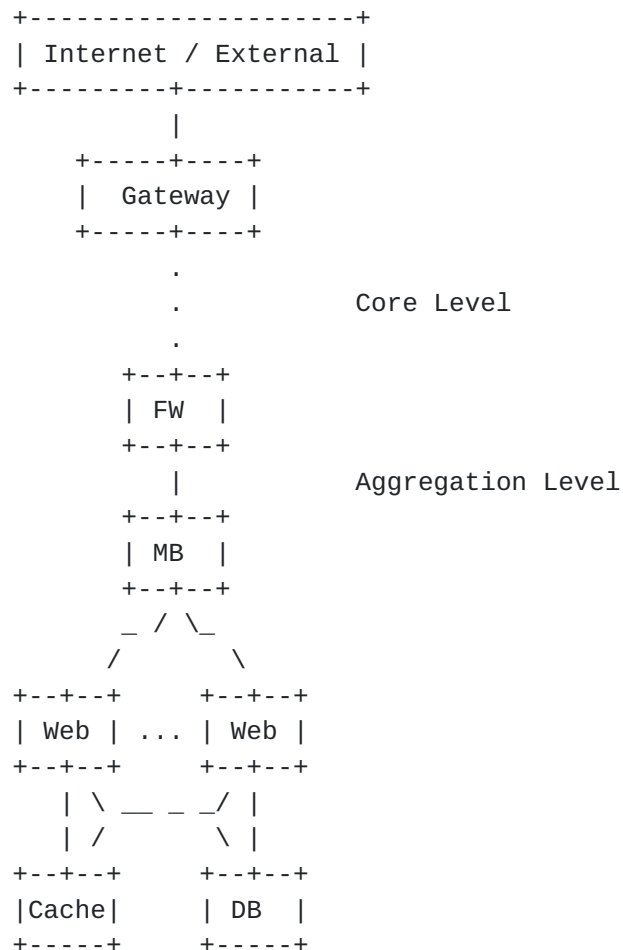 Internet / External
Gateway
Core Level
FW
Aggregation Level
MB
Web ... Web
Cache DB